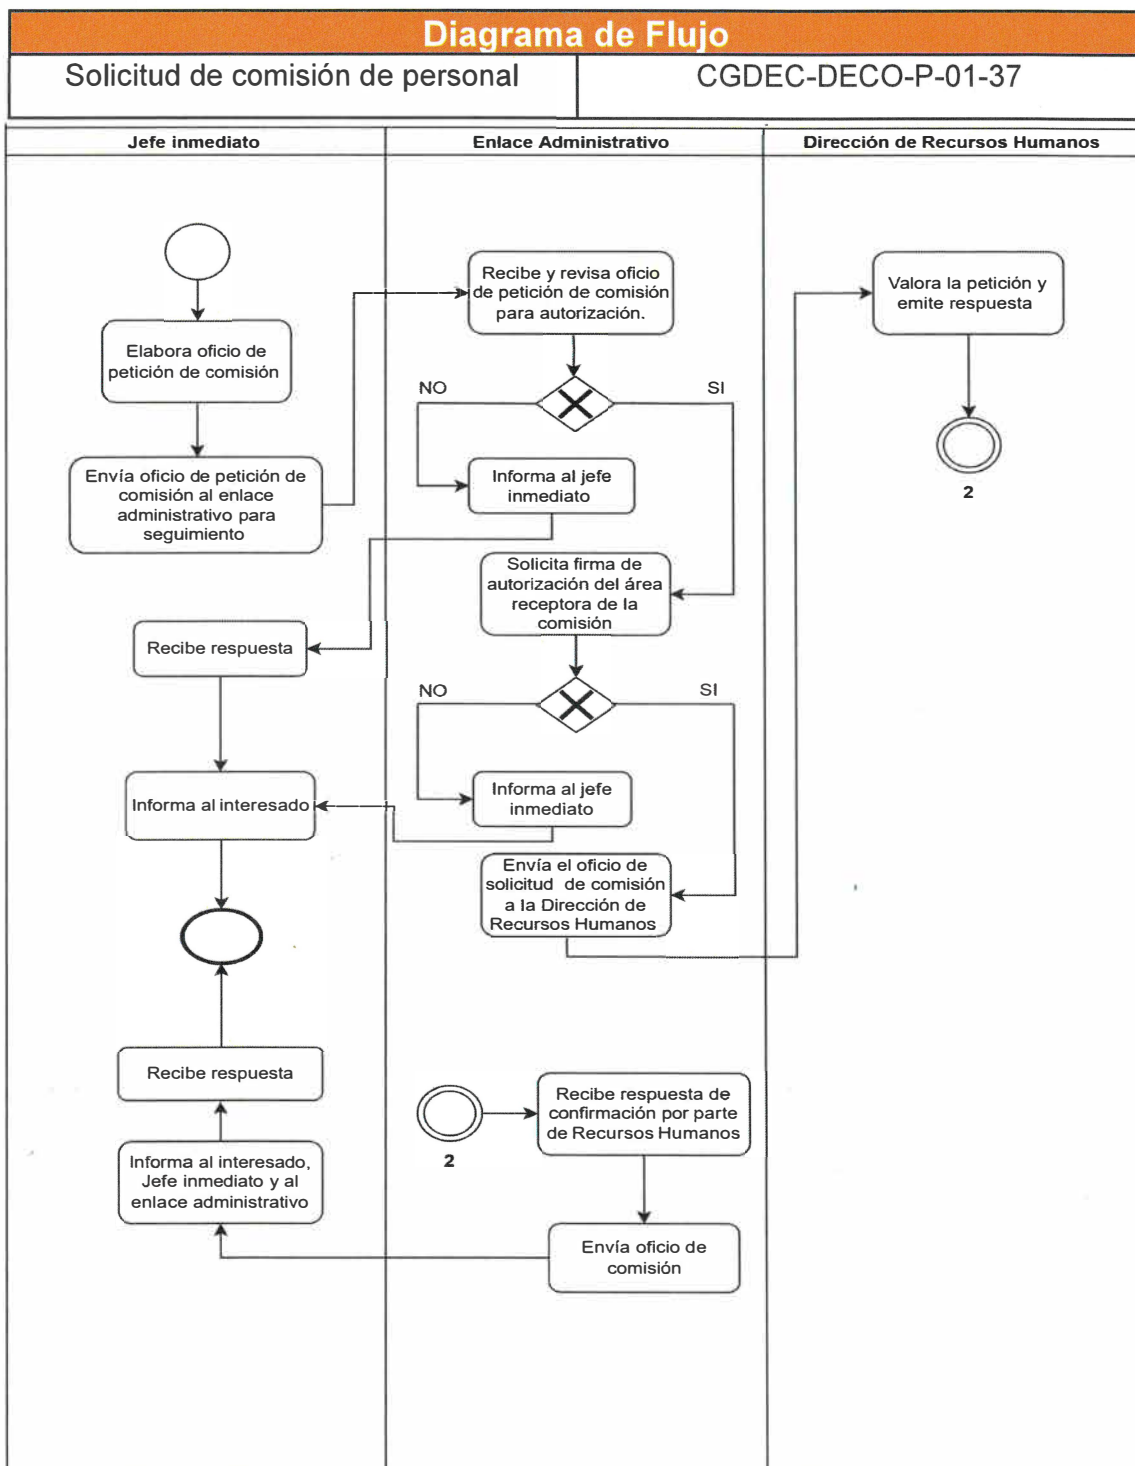 Diagrama de Flujo
Solicitud de comisión de personal
CGDEC-DECO-P-01-37
Jefe inmediato
Enlace Administrativo
Dirección de Recursos Humanos
Elabora oficio de
petición de comisión
Envía oficio de petición de
comisión al enlace
administrativo para
seguimiento
Recibe y revisa oficio
de petición de comisión
para autorización.
NO
SI
Informa al jefe
inmediato
Solicita firma de
autorización del área
receptora de la
comisión
Recibe respuesta
NO
SI
Informa al jefe
inmediato
Informa al interesado
Envía el oficio de
solicitud de comisión
a la Dirección de
Recursos Humanos
Valora la petición y
emite respuesta
2
2
Recibe respuesta de
confirmación por parte
de Recursos Humanos
Envía oficio de
comisión
Informa al interesado,
Jefe inmediato y al
enlace administrativo
Recibe respuesta